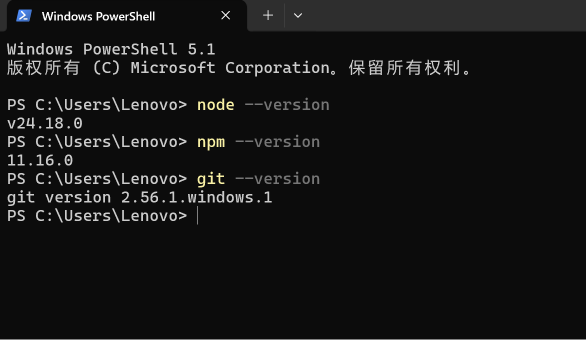 Windows PowerShell
Windows PowerShell 5.1
版权所有 (C) Microsoft Corporation。保留所有权利。
PS C:\Users\Lenovo> node --version
v24.18.0
PS C:\Users\Lenovo> npm --version
11.16.0
PS C:\Users\Lenovo> git --version
git version 2.56.1.windows.1
PS C:\Users\Lenovo>